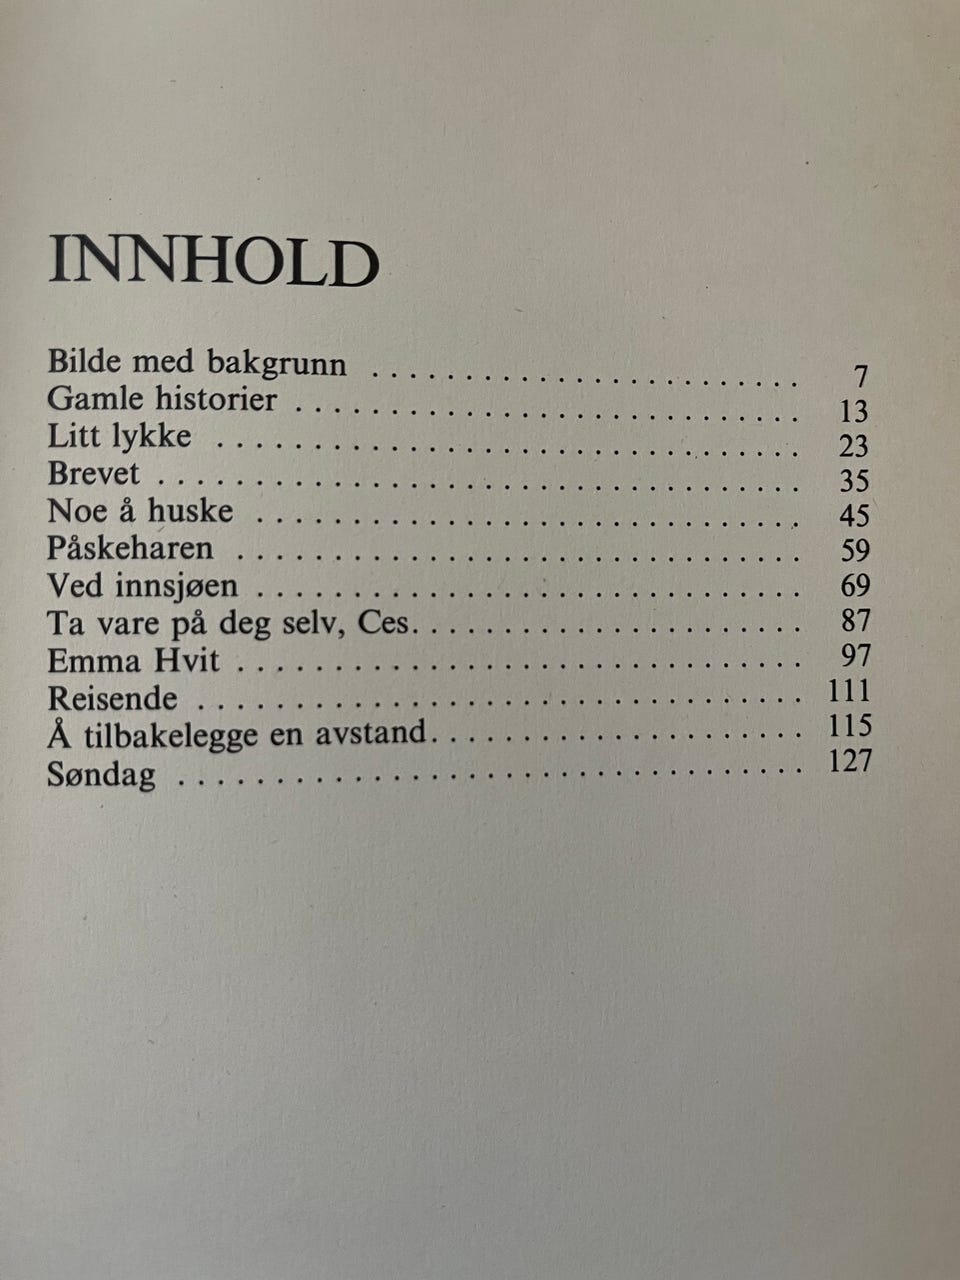 INNHOLD
Bilde med bakgrunn . . . . . . . . . . . . . . . . . . . . . . . 7
Gamle historier . . . . . . . . . . . . . . . . . . . . . . . . . . . 13
Litt lykke . . . . . . . . . . . . . . . . . . . . . . . . . . . . . . . 23
Brevet . . . . . . . . . . . . . . . . . . . . . . . . . . . . . . . . . . 35
Noe å huske . . . . . . . . . . . . . . . . . . . . . . . . . . . . . 45
Påskeharen . . . . . . . . . . . . . . . . . . . . . . . . . . . . . . 59
Ved innsjøen . . . . . . . . . . . . . . . . . . . . . . . . . . . . . 69
Ta vare på deg selv, Ces. . . . . . . . . . . . . . . . . . . . . 87
Emma Hvit . . . . . . . . . . . . . . . . . . . . . . . . . . . . . . 97
Reisende . . . . . . . . . . . . . . . . . . . . . . . . . . . . . . . . 111
Å tilbakelegge en avstand. . . . . . . . . . . . . . . . . . . . 115
Søndag . . . . . . . . . . . . . . . . . . . . . . . . . . . . . . . . . 127